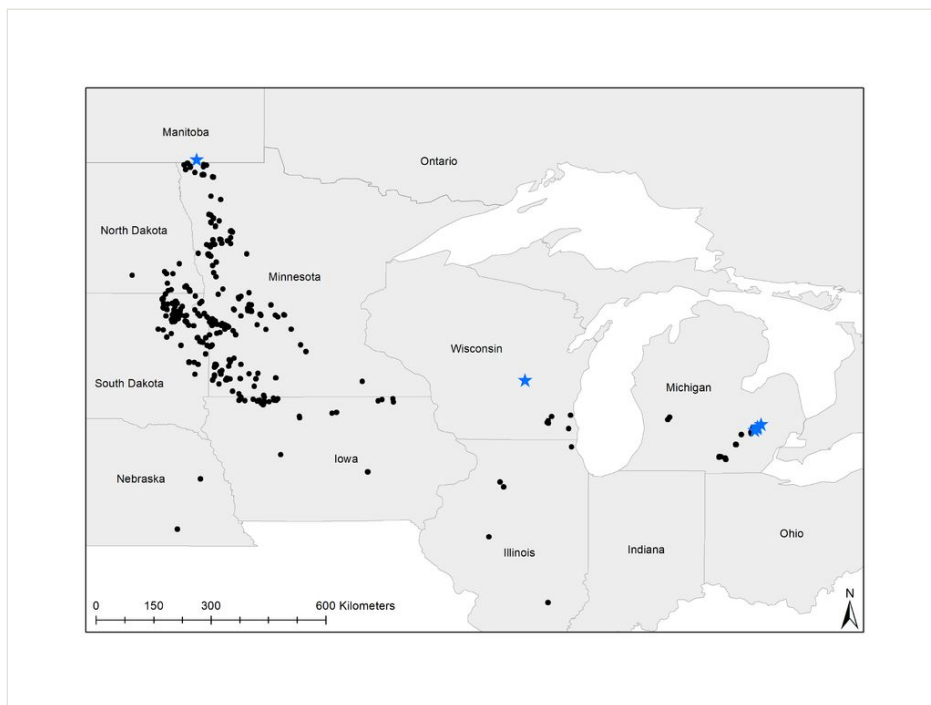 Manitoba
Ontario
North Dakota
Minnesota
Wisconsin
South Dakota
Michigan
Iowa
Nebraska
Ohio
Illinois
Indiana
0 150 300 600 Kilometers
N